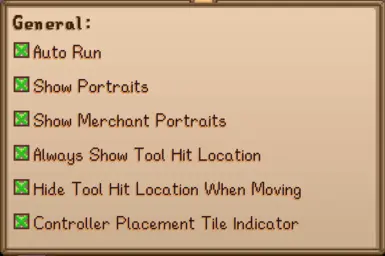 General:
Auto Run
Show Portraits
Show Merchant Portraits
Always Show Tool Hit Location
Hide Tool Hit Location When Moving
Controller Placement Tile Indicator